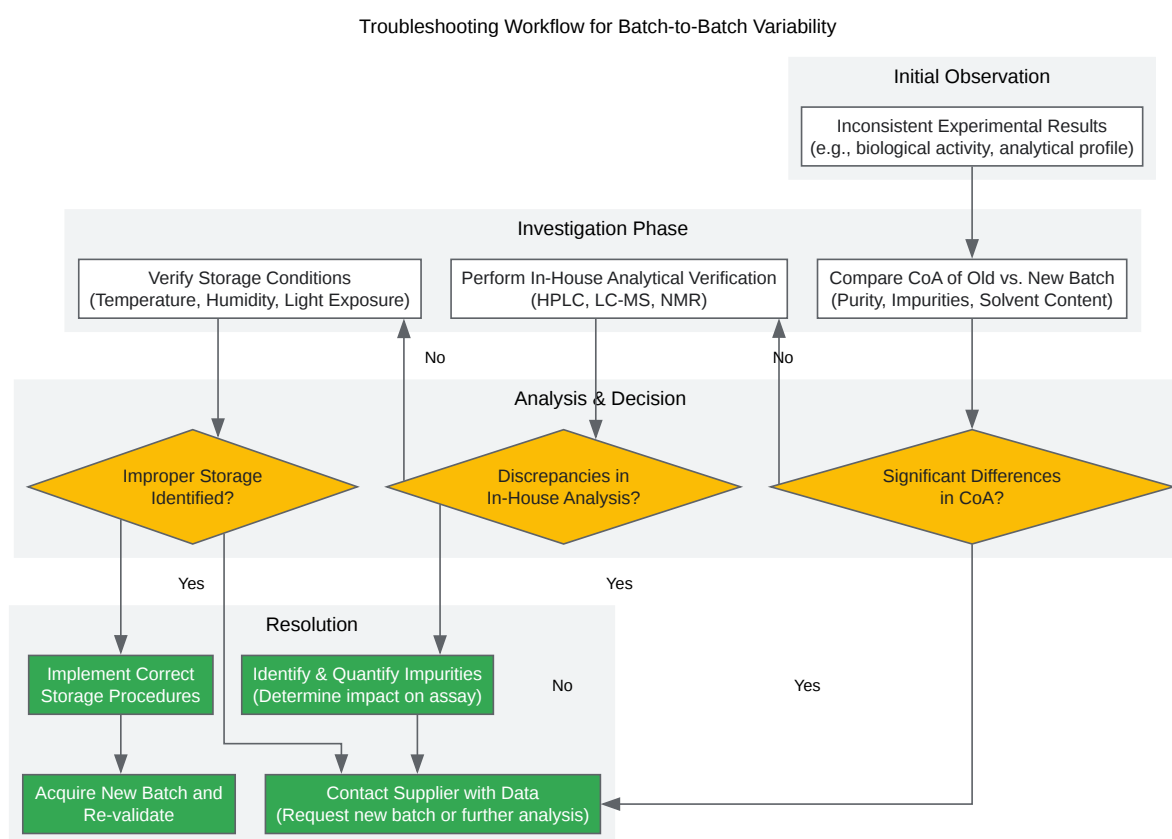 Troubleshooting Workflow for Batch-to-Batch Variability
Initial Observation
Inconsistent Experimental Results
(e.g., biological activity, analytical profile)
Investigation Phase
Verify Storage Conditions
(Temperature, Humidity, Light Exposure)
Perform In-House Analytical Verification
(HPLC, LC-MS, NMR)
Compare CoA of Old vs. New Batch
(Purity, Impurities, Solvent Content)
No
No
Analysis & Decision
Improper Storage
Identified?
Discrepancies in
In-House Analysis?
Significant Differences
in CoA?
Yes
Yes
Resolution
Implement Correct
Storage Procedures
Identify & Quantify Impurities
(Determine impact on assay)
No
Yes
Acquire New Batch and
Re-validate
Contact Supplier with Data
(Request new batch or further analysis)